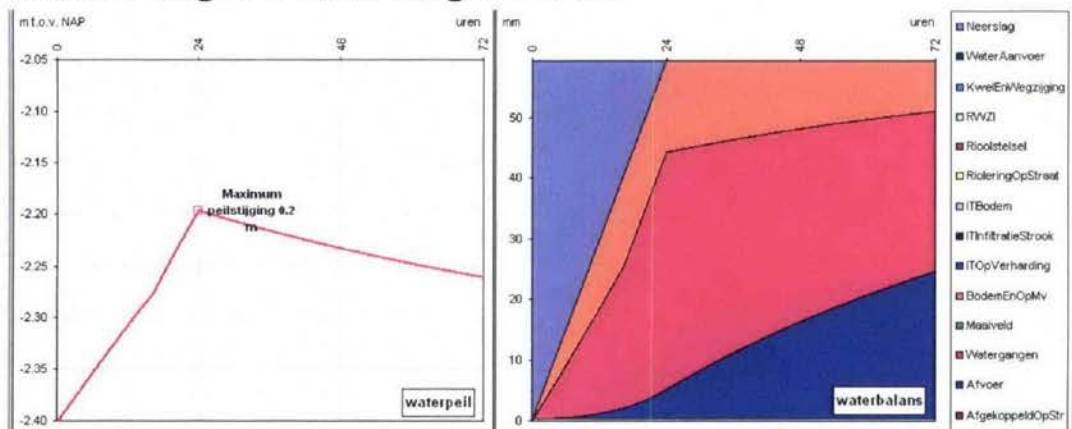 m t.o.v. NAP
uren
0
24
48
72
-2.05
-2.10
-2.15
-2.20
-2.25
-2.30
-2.35
-2.40
Maximum
peilstijging 0.2
m
waterpeil
mm
uren
0
24
48
72
50
40
30
20
10
0
waterbalans
Neerslag
WaterAanvoer
KwelEnWegzijging
RWZI
Rioolstelsel
RioleringOpStraat
ITBodem
ITInfiltratieStrook
ITOpVerharding
BodemEnOpMv
Maaiveld
Watergangen
Afvoer
AfgekoppeldOpStr